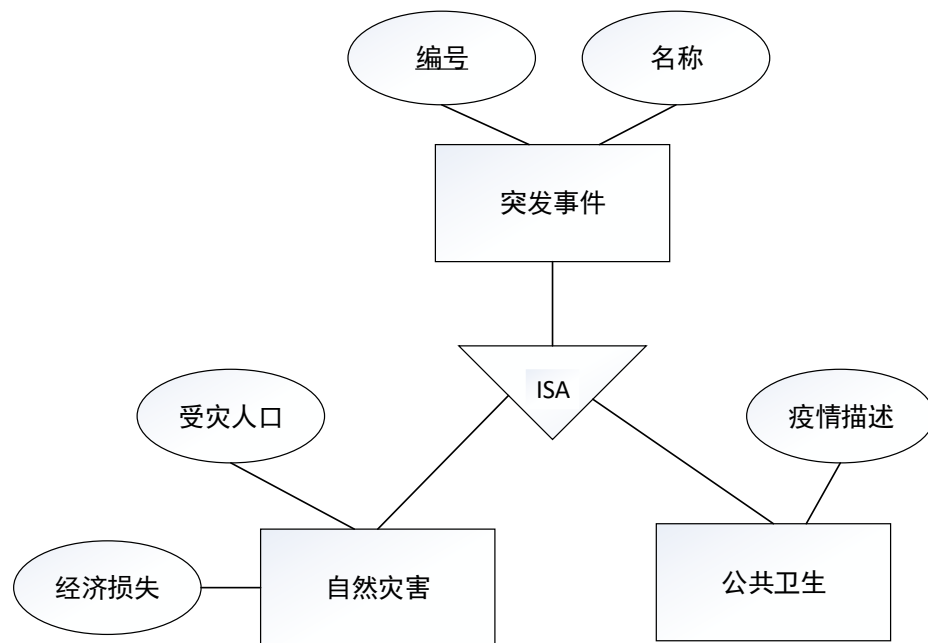 编号
名称
突发事件
ISA
受灾人口
疫情描述
经济损失
自然灾害
公共卫生